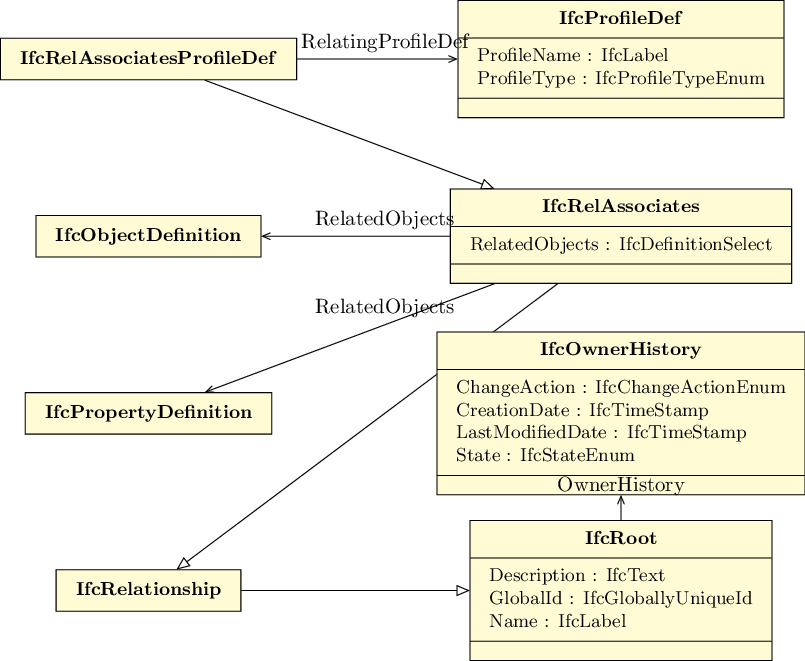 IfcProfileDef
ProfileName : IfcLabel
ProfileType : IfcProfileTypeEnum
RelatingProfileDef
IfcRelAssociatesProfileDef
IfcRelAssociates
RelatedObjects : IfcDefinitionSelect
RelatedObjects
IfcObjectDefinition
RelatedObjects
IfcOwnerHistory
ChangeAction : IfcChangeActionEnum
CreationDate : IfcTimeStamp
LastModifiedDate : IfcTimeStamp
State : IfcStateEnum
IfcPropertyDefinition
OwnerHistory
IfcRoot
Description : IfcText
GlobalId : IfcGloballyUniqueId
Name : IfcLabel
IfcRelationship